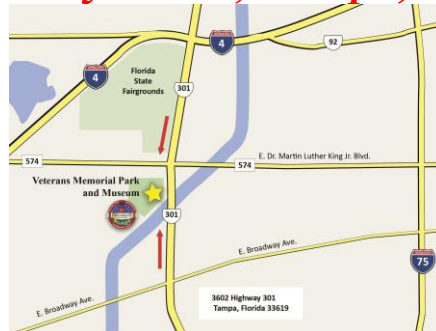 4
4
92
Florida
State
Fairgrounds
301
574
574
E. Dr. Martin Luther King Jr. Blvd.
Veterans Memorial Park
and Museum
301
E. Broadway Ave.
75
E. Broadway Ave.
3602 Highway 301
Tampa, Florida 33619